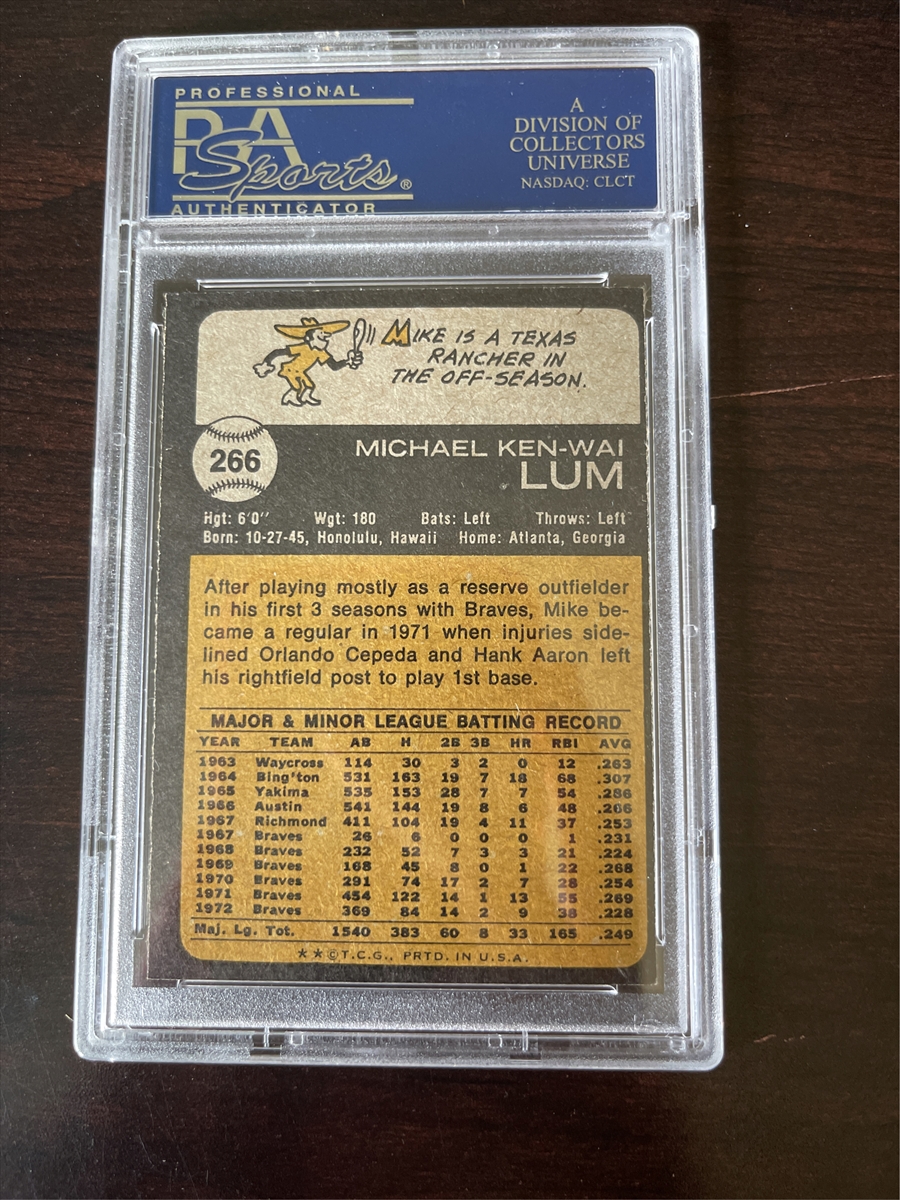 PROFESSIONAL
PSA
Sports®
AUTHENTICATOR
A
DIVISION OF
COLLECTORS
UNIVERSE
NASDAQ: CLCT
MIKE IS A TEXAS
RANCHER IN
THE OFF-SEASON.
266
MICHAEL KEN-WAI
LUM
Hgt: 6'0" Wgt: 180 Bats: Left Throws: Left
Born: 10-27-45, Honolulu, Hawaii Home: Atlanta, Georgia
After playing mostly as a reserve outfielder
in his first 3 seasons with Braves, Mike be-
came a regular in 1971 when injuries side-
lined Orlando Cepeda and Hank Aaron left
his rightfield post to play 1st base.
MAJOR & MINOR LEAGUE BATTING RECORD
YEAR TEAM AB H 2B 3B HR RBI AVG
1963 Waycross 114 30 3 2 0 12 .263
1964 Bing'ton 531 163 19 7 18 68 .307
1965 Yakima 535 153 28 7 7 54 .286
1966 Austin 541 144 19 8 6 48 .266
1967 Richmond 411 104 19 4 11 37 .253
1967 Braves 26 6 0 0 0 1 .231
1968 Braves 232 52 7 3 3 21 .224
1969 Braves 168 45 8 0 1 22 .268
1970 Braves 291 74 17 2 7 28 .254
1971 Braves 454 122 14 1 13 55 .269
1972 Braves 369 84 14 2 9 38 .228
Maj. Lg. Tot. 1540 383 60 8 33 165 .249
**©T.C.G., PRTD. IN U.S.A.